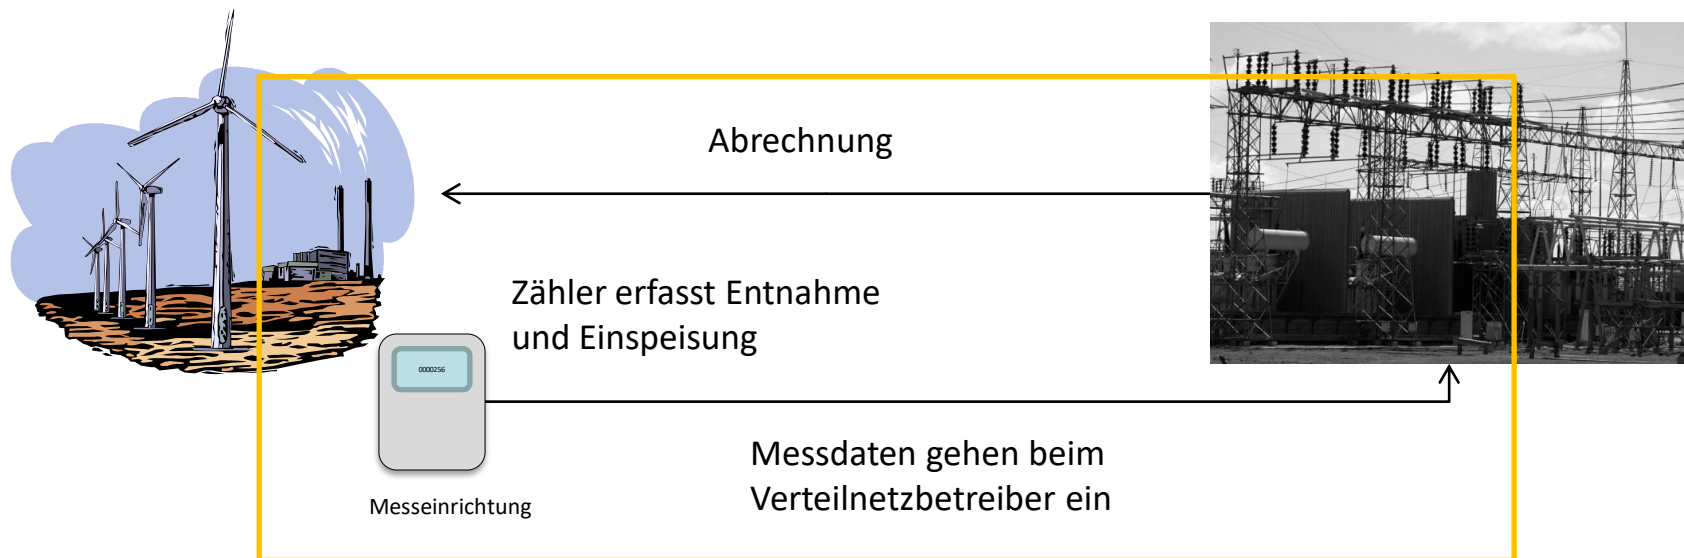 Abrechnung
Zähler erfasst Entnahme
und Einspeisung
0000256
Messdaten gehen beim
Verteilnetzbetreiber ein
Messeinrichtung